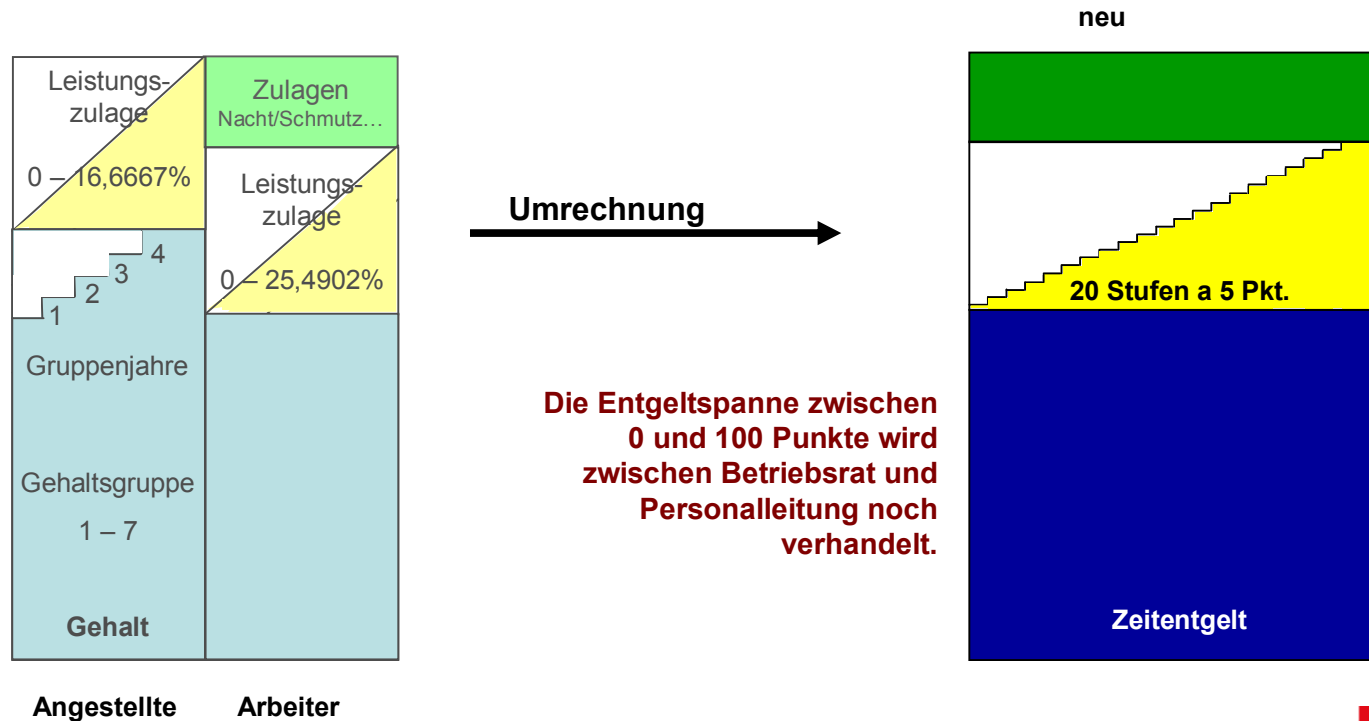 neu
Leistungs-
zulage
0 – 16,6667%
Zulagen
Nacht/Schmutz…
Leistungs-
zulage
0 – 25,4902%
1
2
3
4
Gruppenjahre
Gehaltsgruppe
1 – 7
Gehalt
Angestellte
Arbeiter
Umrechnung
Die Entgeltspanne zwischen
0 und 100 Punkte wird
zwischen Betriebsrat und
Personalleitung noch
verhandelt.
20 Stufen a 5 Pkt.
Zeitentgelt